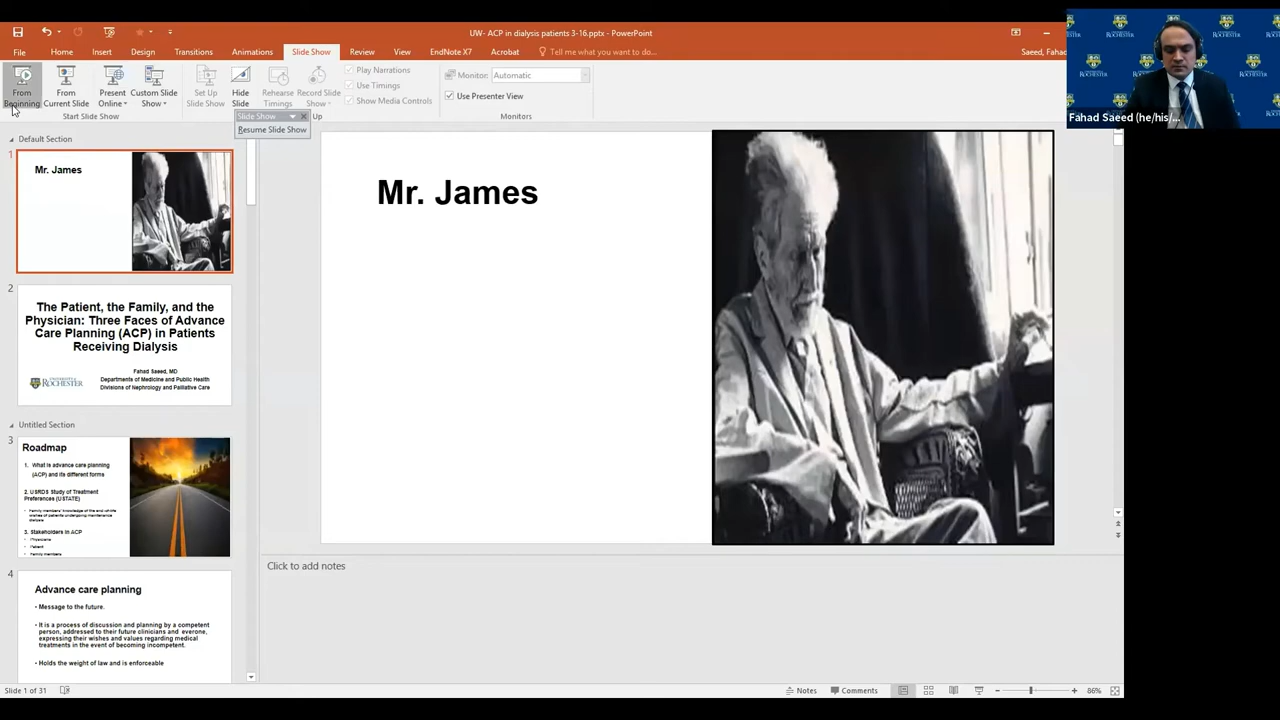 UW- ACP in dialysis patients 3-16.pptx - PowerPoint
File Home Insert Design Transitions Animations Slide Show Review View EndNote X7 Acrobat Tell me what you want to do... Saeed, Fahad
From Beginning
From Current Slide
Present Online
Custom Slide Show
Set Up Slide Show
Hide Slide
Rehearse Timings
Record Slide Show
Play Narrations
Use Timings
Show Media Controls
Monitor: Automatic
Use Presenter View
Start Slide Show
Up
Monitors
Slide Show
Resume Slide Show
Fahad Saeed (he/his/...
ROCHESTER
Default Section
1
Mr. James
2
The Patient, the Family, and the
Physician: Three Faces of Advance
Care Planning (ACP) in Patients
Receiving Dialysis
Fahad Saeed, MD
Departments of Medicine and Public Health
Divisions of Nephrology and Palliative Care
ROCHESTER
Untitled Section
3
Roadmap
1. What is advance care planning
(ACP) and its different forms
2. USRDS Study of Treatment
Preferences (USTATE)
Family members' knowledge of the end-of-life
wishes of patients undergoing maintenance
dialysis
3. Stakeholders in ACP
Physicians
Patient
Family members
4
Advance care planning
• Message to the future.
• It is a process of discussion and planning by a competent
person, addressed to their future clinicians and everone,
expressing their wishes and values regarding medical
treatments in the event of becoming incompetent.
• Holds the weight of law and is enforceable
Mr. James
Click to add notes
Slide 1 of 31
Notes Comments 86%